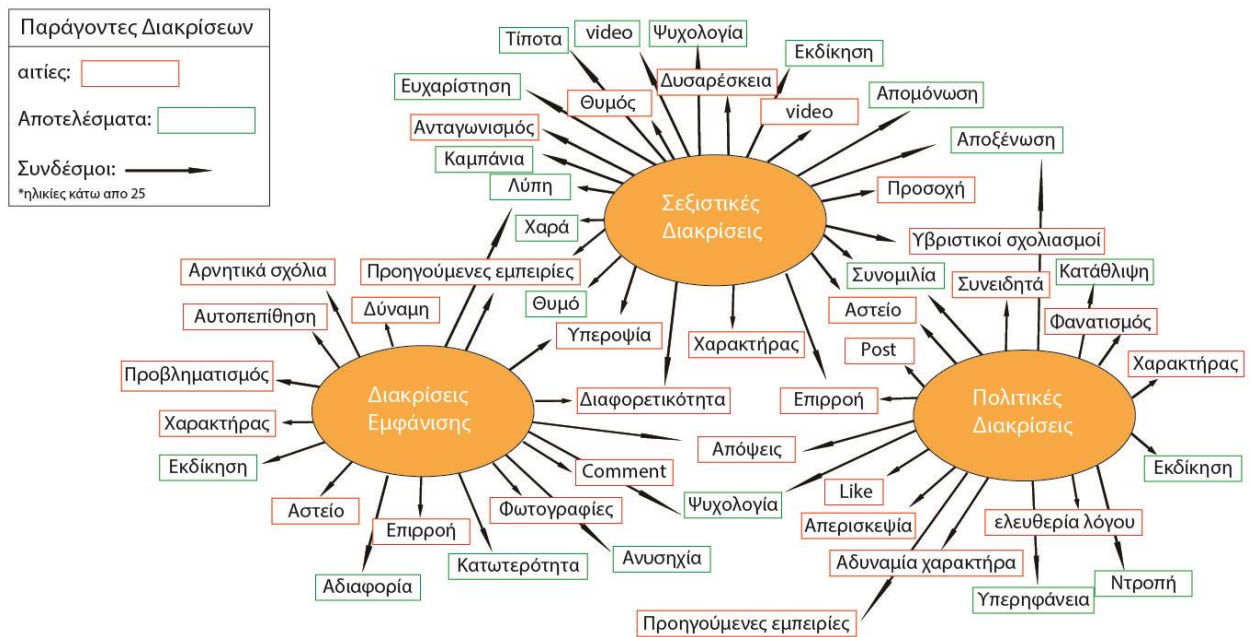 Παράγοντες Διακρίσεων
αιτίες:
Αποτελέσματα:
Συνδέσμοι:
*ηλικίες κάτω απο 25
Τίποτα
video
Ψυχολογία
Εκδίκηση
Ευχαρίστηση
Θυμός
Δυσαρέσκεια
video
Απομόνωση
Ανταγωνισμός
Καμπάνια
Αποξένωση
Λύπη
Προσοχή
Σεξιστικές
Διακρίσεις
Χαρά
Υβριστικοί σχολιασμοί
Προηγούμενες εμπειρίες
Συνομιλία
Συνειδητά
Κατάθλιψη
Αρνητικά σχόλια
Δύναμη
Θυμό
Αστείο
Φανατισμός
Αυτοπεπίθηση
Υπεροψία
Χαρακτήρας
Post
Χαρακτήρας
Προβληματισμός
Διακρίσεις
Εμφάνισης
Διαφορετικότητα
Επιρροή
Πολιτικές
Διακρίσεις
Χαρακτήρας
Απόψεις
Εκδίκηση
Εκδίκηση
Comment
Ψυχολογία
Like
Αστείο
Επιρροή
Φωτογραφίες
Απερισκεψία
ελευθερία λόγου
Αδιαφορία
Κατωτερότητα
Ανυσηχία
Αδυναμία χαρακτήρα
Υπερηφάνεια
Ντροπή
Προηγούμενες εμπειρίες